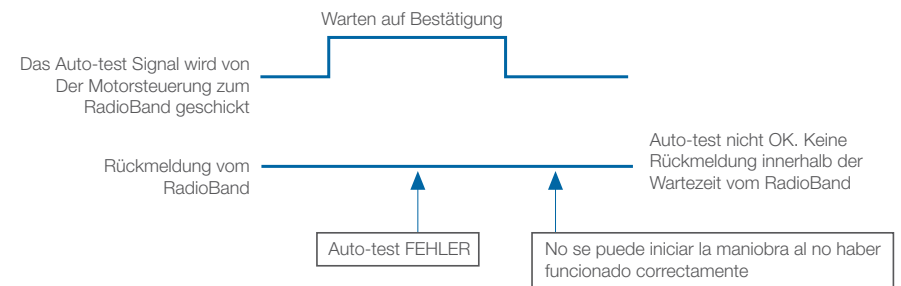 Warten auf Bestätigung
Das Auto-test Signal wird von
Der Motorsteuerung zum
RadioBand geschickt
Rückmeldung vom
RadioBand
Auto-test nicht OK. Keine
Rückmeldung innerhalb der
Wartezeit vom RadioBand
Auto-test FEHLER
No se puede iniciar la maniobra al no haber
funcionado correctamente